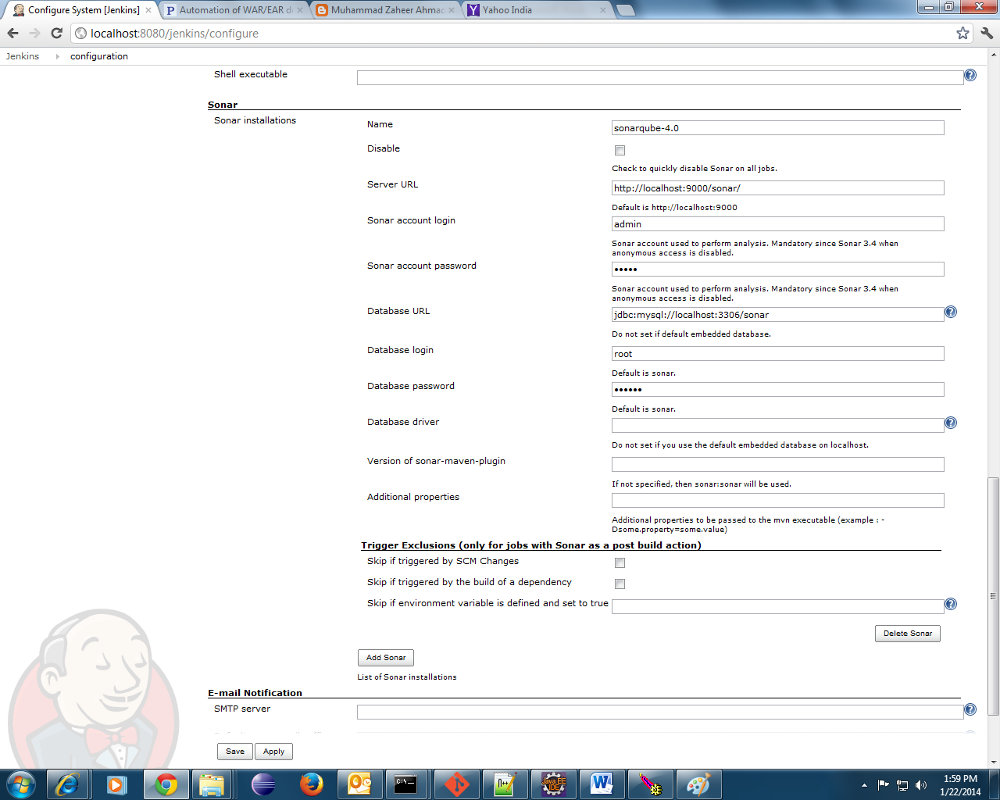 Configure System [Jenkins]
Automation of WAR/EAR d
Muhammad Zaheer Ahmad
Yahoo India
localhost:8080/jenkins/configure
Jenkins
configuration
Shell executable
Sonar
Sonar installations
Name
sonarqube-4.0
Disable
Check to quickly disable Sonar on all jobs.
Server URL
http://localhost:9000/sonar/
Default is http://localhost:9000
Sonar account login
admin
Sonar account used to perform analysis. Mandatory since Sonar 3.4 when
anonymous access is disabled.
Sonar account password
•••••
Sonar account used to perform analysis. Mandatory since Sonar 3.4 when
anonymous access is disabled.
Database URL
jdbc:mysql://localhost:3306/sonar
Do not set if default embedded database.
Database login
root
Default is sonar.
Database password
••••••
Default is sonar.
Database driver
Do not set if you use the default embedded database on localhost.
Version of sonar-maven-plugin
If not specified, then sonar:sonar will be used.
Additional properties
Additional properties to be passed to the mvn executable (example : -
Dsome.property=some.value)
Trigger Exclusions (only for jobs with Sonar as a post build action)
Skip if triggered by SCM Changes
Skip if triggered by the build of a dependency
Skip if environment variable is defined and set to true
Delete Sonar
Add Sonar
List of Sonar installations
E-mail Notification
SMTP server
Save
Apply
Java EE
IDE
1:59 PM
1/22/2014